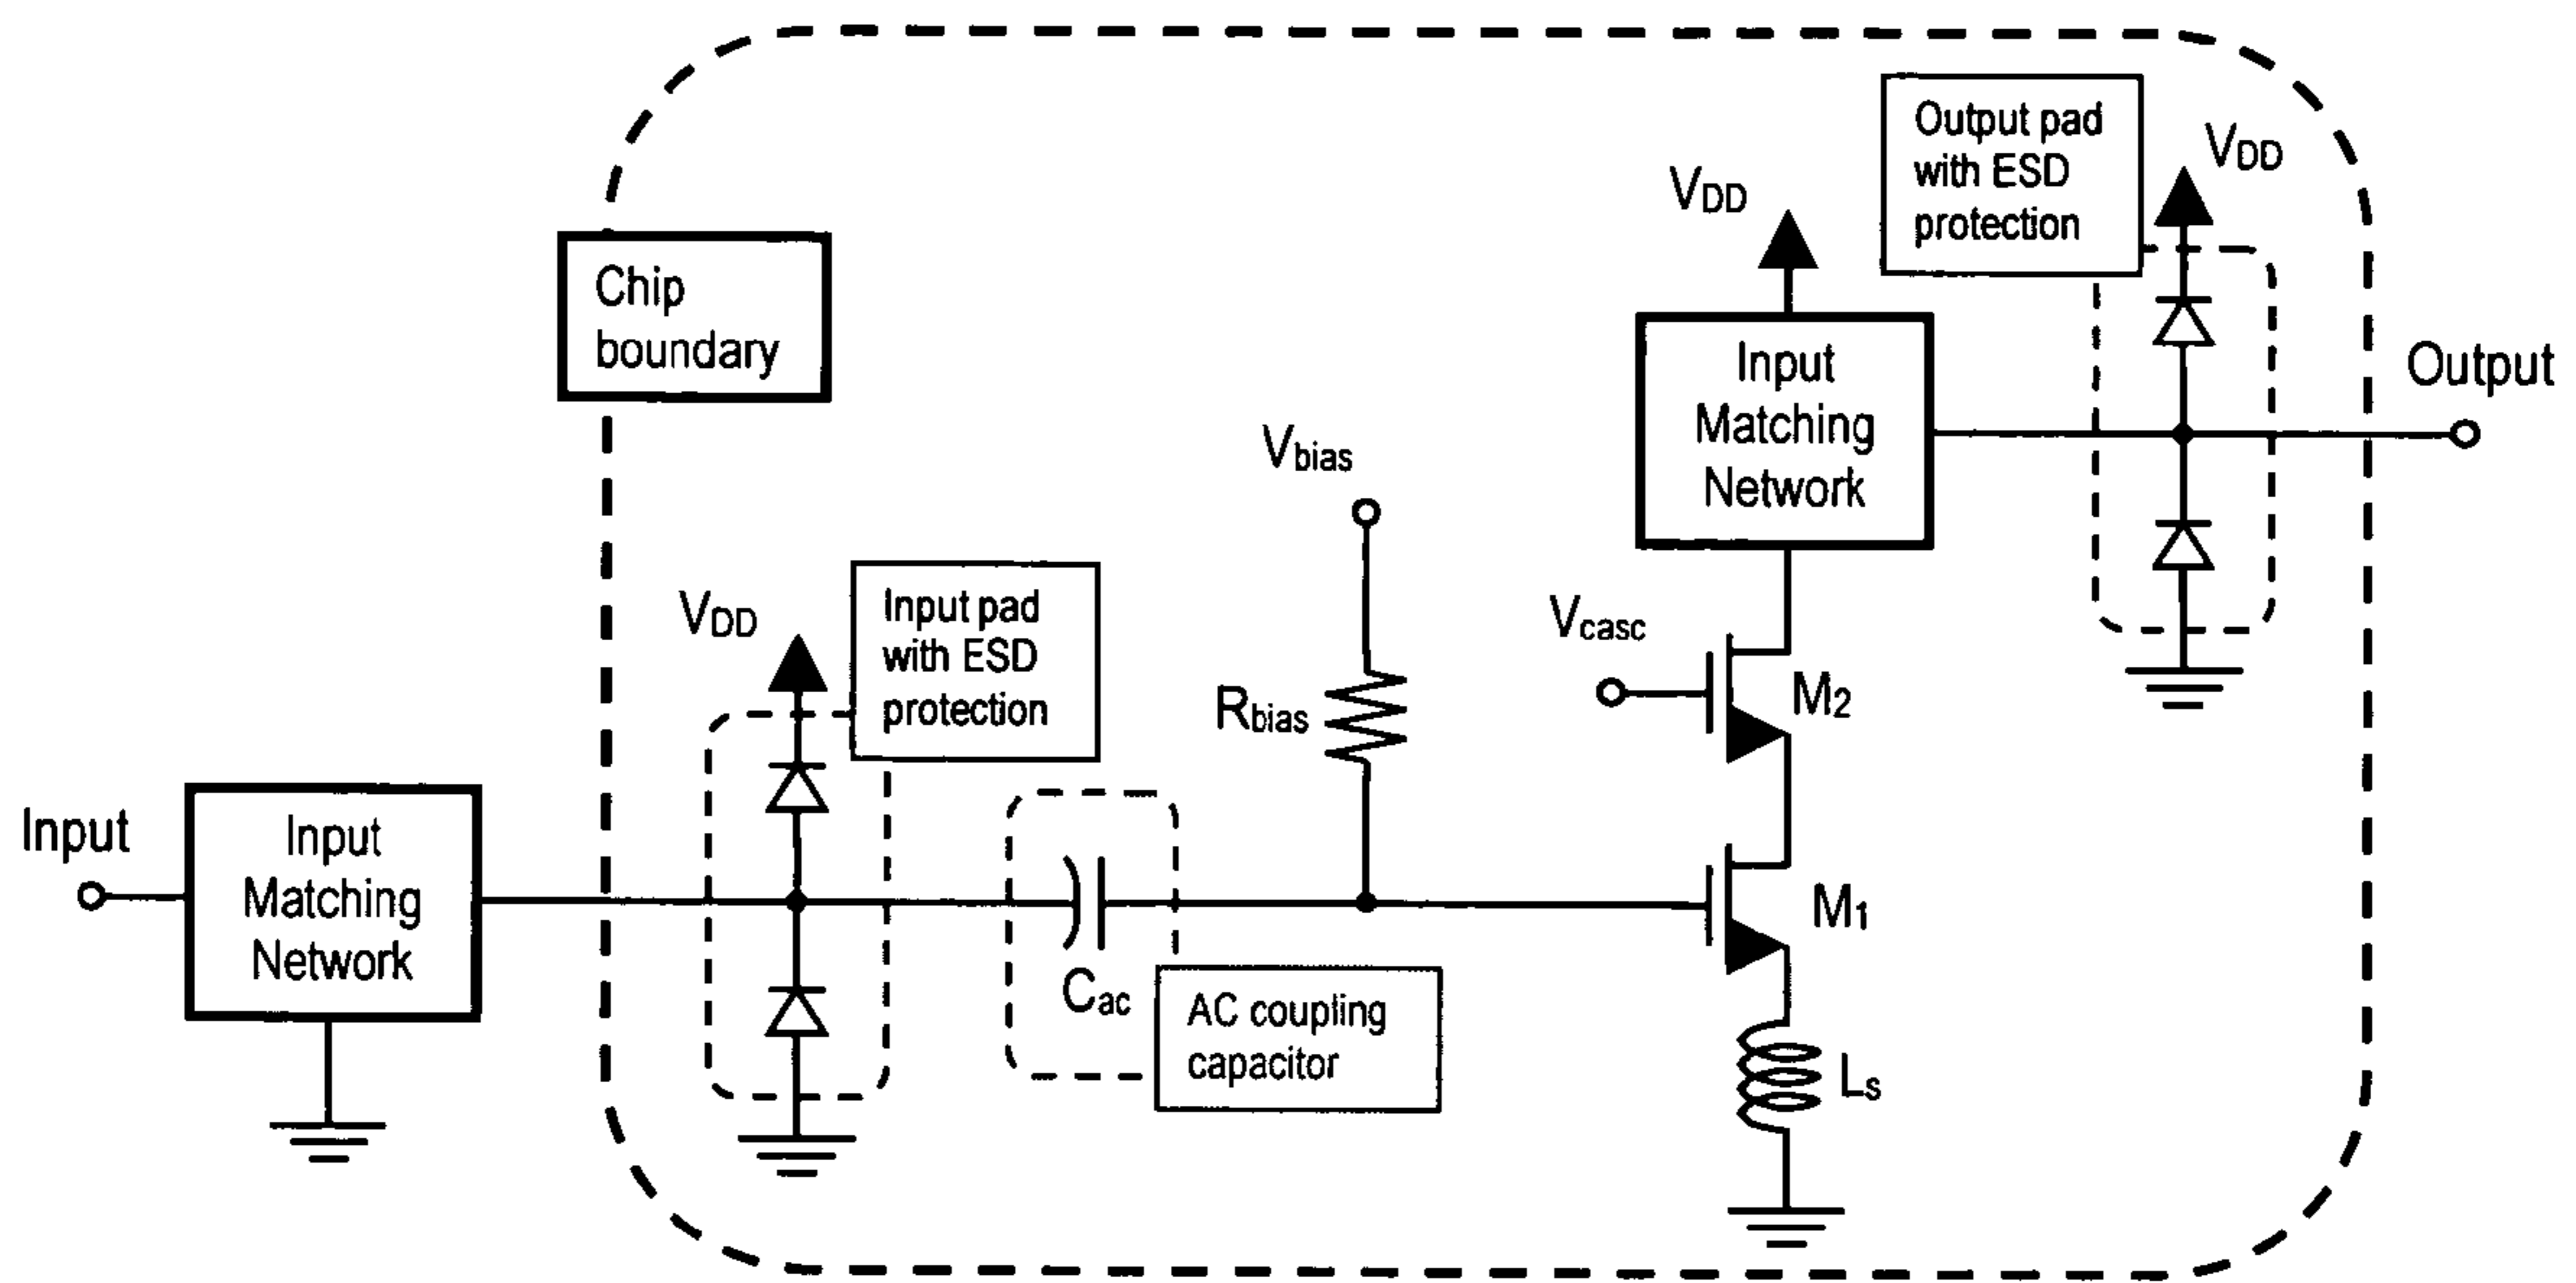 Output pad
with ESD
protection
VDD
VDD
Chip
boundary
Input
Matching
Network
Output
Vbias
Vcasc
VDD
Input pad
with ESD
protection
Rbias
M2
Input
Input
Matching
Network
Cac
AC coupling
capacitor
M1
Ls